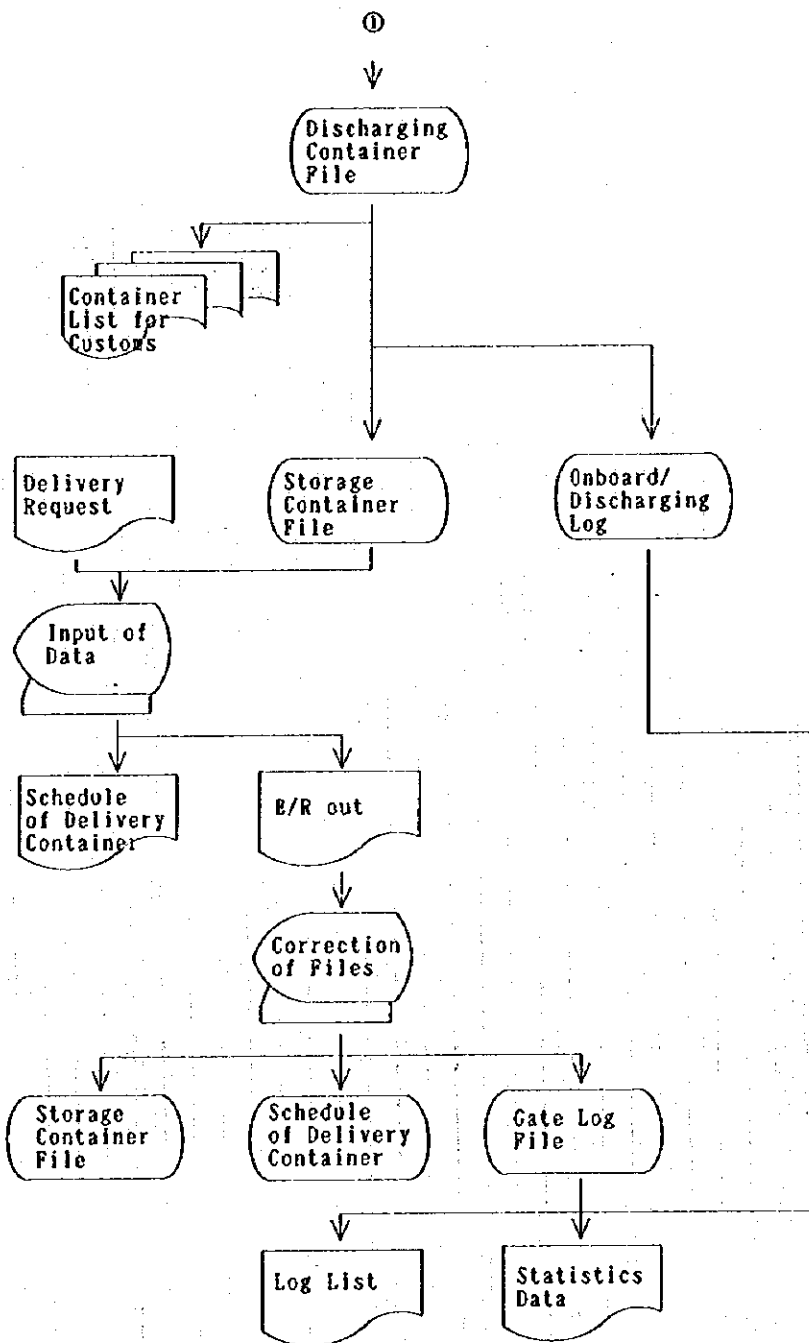 ①
Discharging
Container
File
Container
List for
Customs
Delivery
Request
Storage
Container
File
Onboard/
Discharging
Log
Input of
Data
Schedule
of Delivery
Container
E/R out
Correction
of Files
Storage
Container
File
Schedule
of Delivery
Container
Gate Log
File
Log List
Statistics
Data